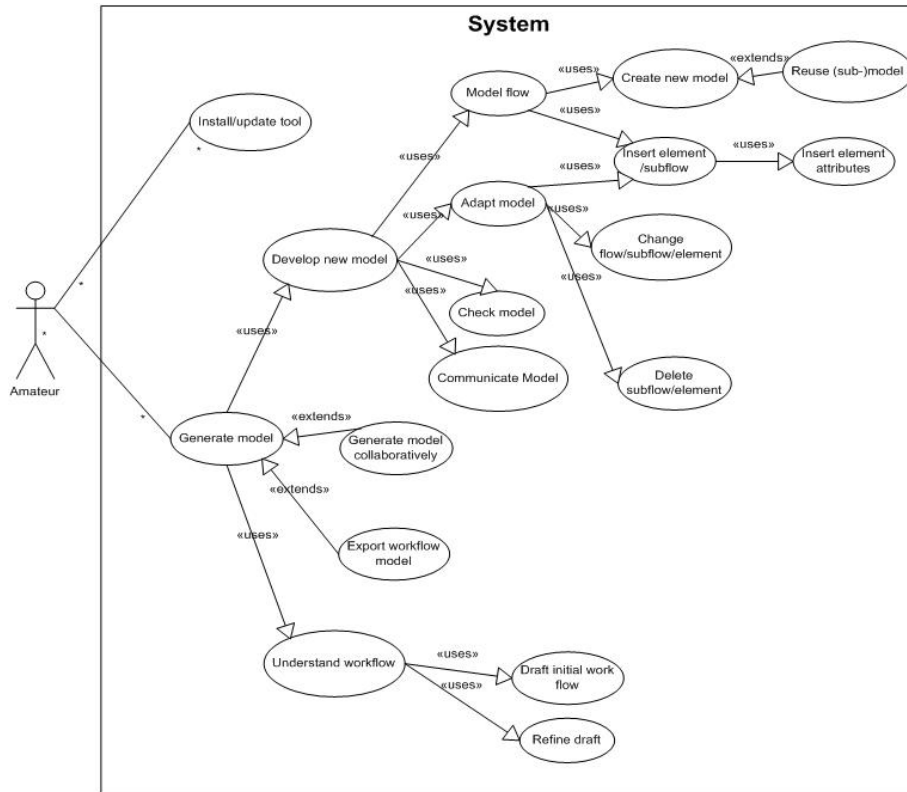 System
«extends»
«uses»
Create new model
Reuse (sub-)model
Model flow
Install/update tool
*
«uses»
«uses»
Insert element
/subflow
Insert element
attributes
«uses»
«uses»
Adapt model
«uses»
«uses»
Change
flow/subflow/element
Develop new model
«uses»
«uses»
*
«uses»
Check model
«uses»
*
Amateur
Communicate Model
Delete
subflow/element
*
«extends»
Generate model
Generate model
collaboratively
«extends»
«uses»
Export workflow
model
Understand workflow
«uses»
Draft initial work
flow
«uses»
Refine draft